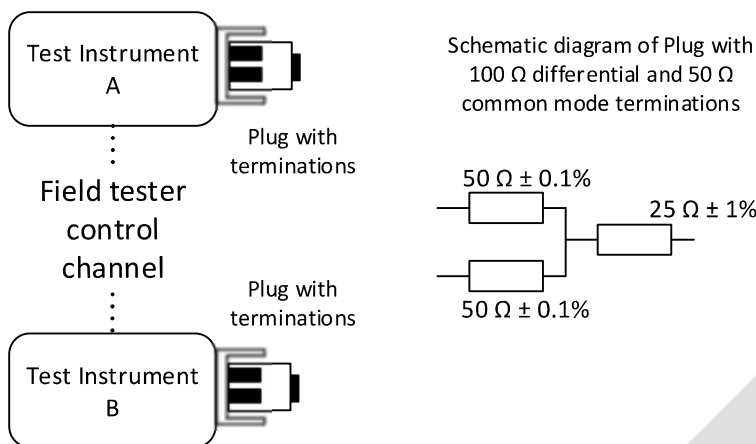 Test Instrument
A
Plug with
terminations
Field tester
control
channel
Plug with
terminations
Test Instrument
B
Schematic diagram of Plug with
100 Ω differential and 50 Ω
common mode terminations
50 Ω ± 0.1%
25 Ω ± 1%
50 Ω ± 0.1%